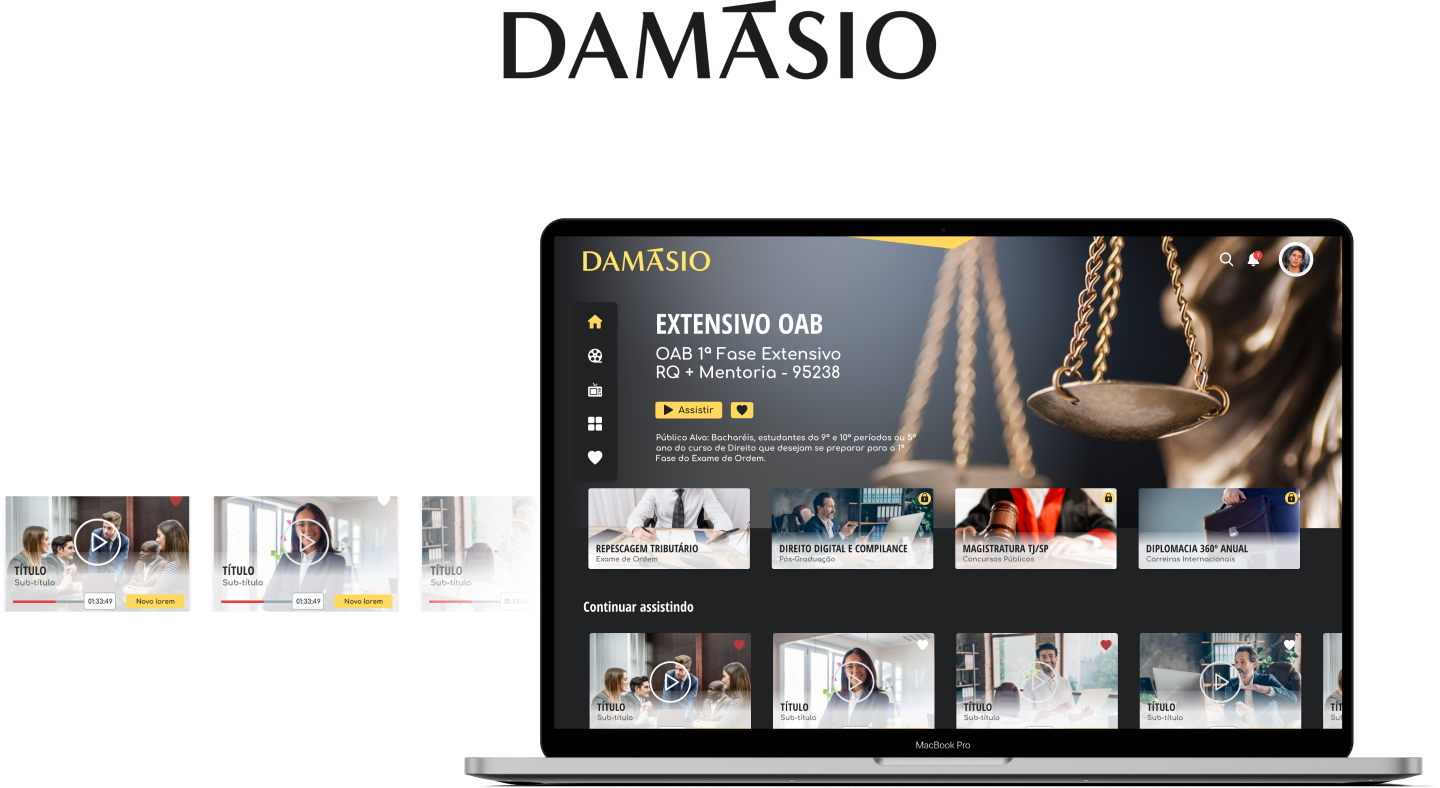 DAMÁSIO
DAMÁSIO
1
EXTENSIVO OAB
OAB 1ª Fase Extensivo
RQ + Mentoria - 95238
Assistir
Público Alvo: Bacharéis, estudantes do 9º e 10º períodos ou 5º
ano do curso de Direito que desejam se preparar para a 1ª
Fase do Exame de Ordem.
REPESCAGEM TRIBUTÁRIO
Exame de Ordem
DIREITO DIGITAL E COMPILANCE
Pós-Graduação
MAGISTRATURA TJ/SP
Concursos Públicos
DIPLOMACIA 360º ANUAL
Carreiras Internacionais
TÍTULO
Sub-título
01:33:49
Novo lorem
TÍTULO
Sub-título
01:33:49
Novo lorem
TÍTULO
Sub-título
01:33:49
Continuar assistindo
TÍTULO
Sub-título
TÍTULO
Sub-título
TÍTULO
Sub-título
TÍTULO
Sub-título
TÍT
Sub
MacBook Pro